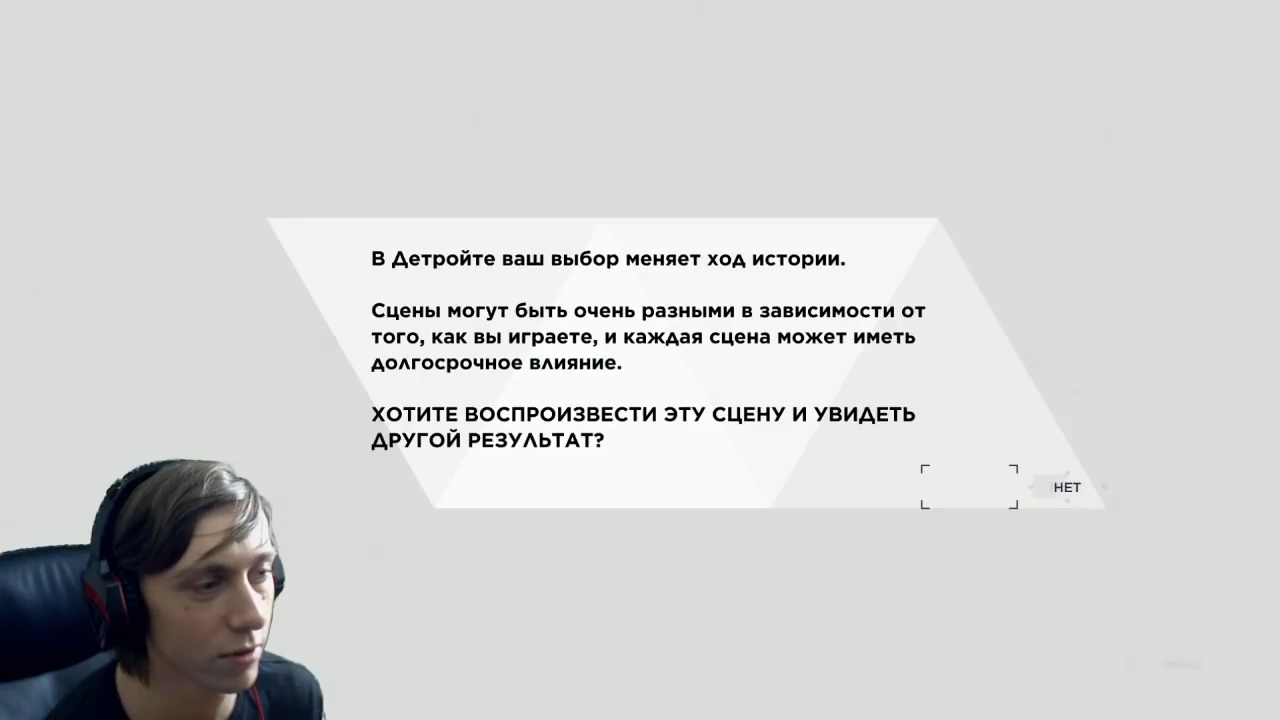 В Детройте ваш выбор меняет ход истории.
Сцены могут быть очень разными в зависимости от
того, как вы играете, и каждая сцена может иметь
долгосрочное влияние.
ХОТИТЕ ВОСПРОИЗВЕСТИ ЭТУ СЦЕНУ И УВИДЕТЬ
ДРУГОЙ РЕЗУЛЬТАТ?
НЕТ